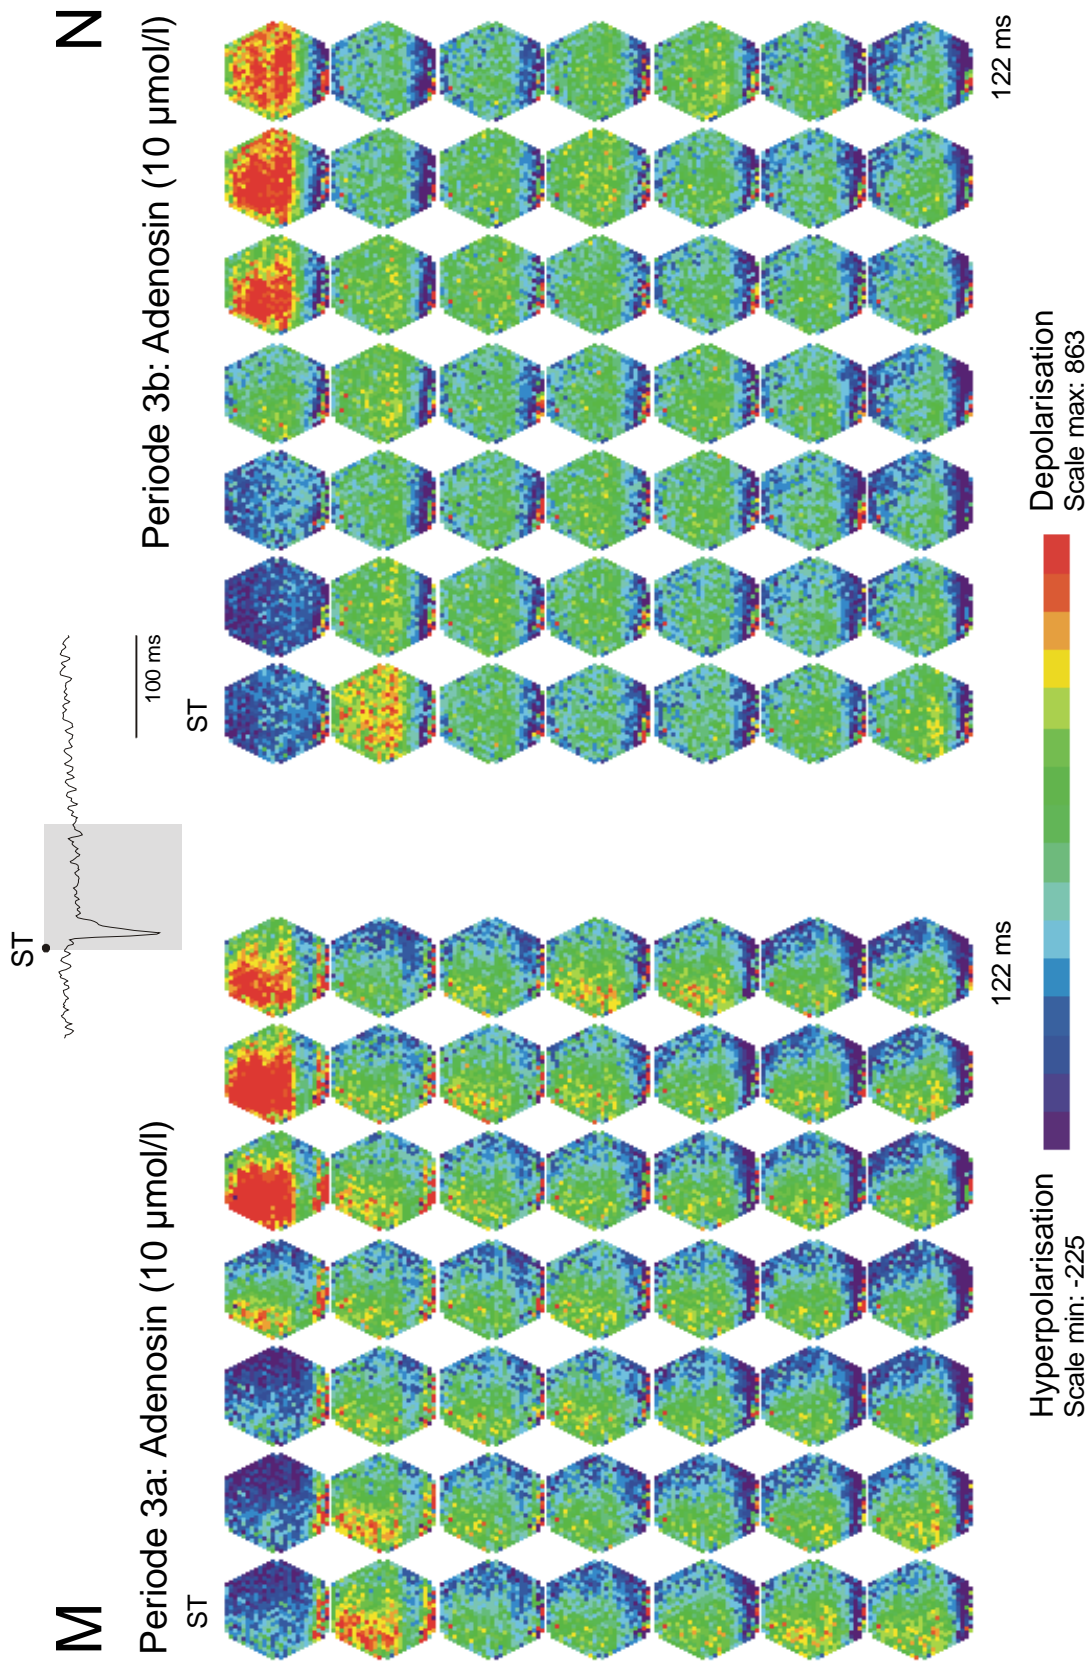 M
N
Periode 3a: Adenosin (10 µmol/l)
Periode 3b: Adenosin (10 µmol/l)
ST
100 ms
ST
ST
122 ms
122 ms
Hyperpolarisation
Scale min: -225
Depolarisation
Scale max: 863